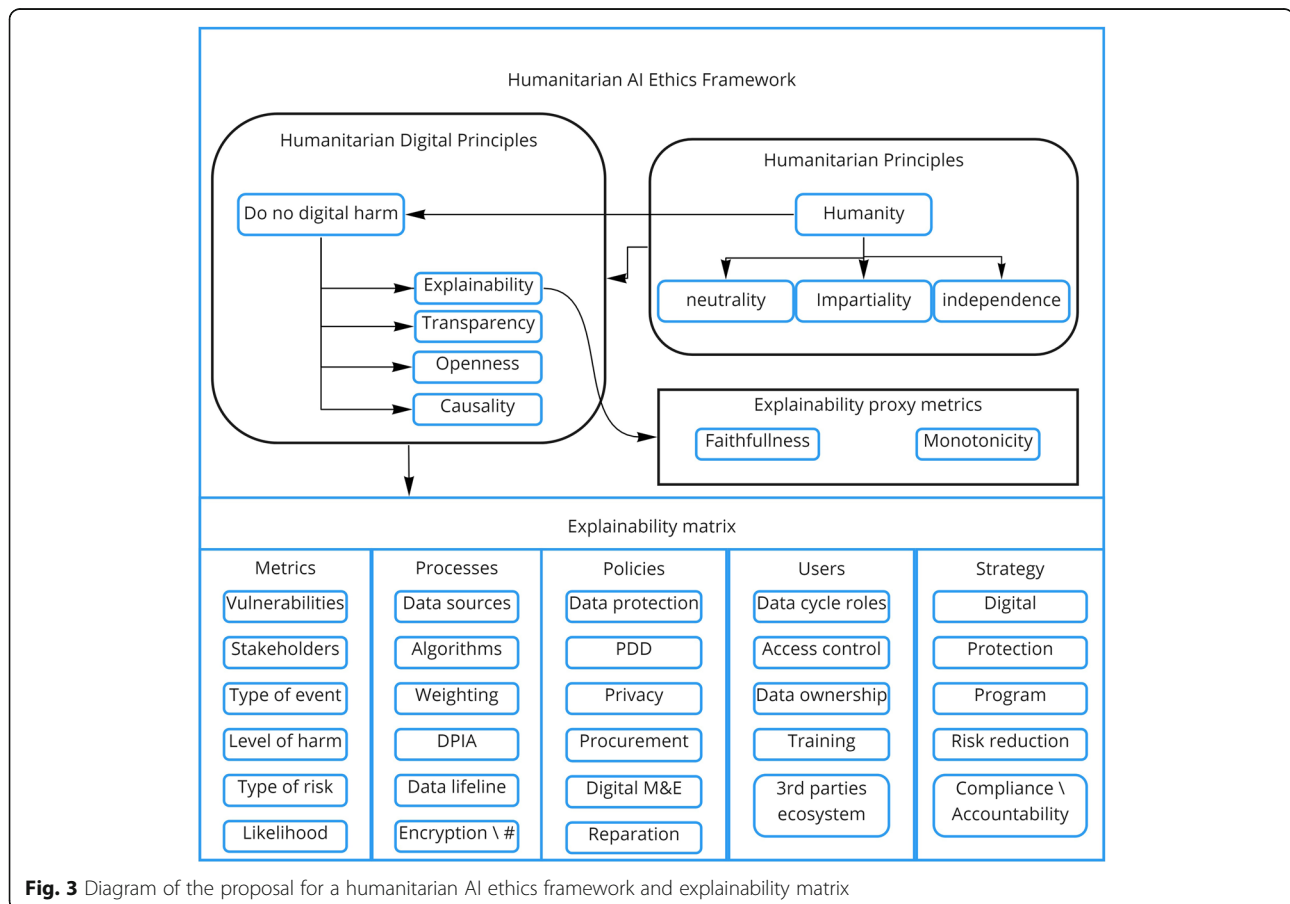 Humanitarian AI Ethics Framework
Humanitarian Digital Principles
Do no digital harm
Explainability
Transparency
Openness
Causality
Humanitarian Principles
Humanity
neutrality
Impartiality
independence
Explainability proxy metrics
Faithfullness
Monotonicity
Explainability matrix
Metrics
Vulnerabilities
Stakeholders
Type of event
Level of harm
Type of risk
Likelihood
Processes
Data sources
Algorithms
Weighting
DPIA
Data lifeline
Encryption \ #
Policies
Data protection
PDD
Privacy
Procurement
Digital M&E
Reparation
Users
Data cycle roles
Access control
Data ownership
Training
3rd parties
ecosystem
Strategy
Digital
Protection
Program
Risk reduction
Compliance \
Accountability
Fig. 3 Diagram of the proposal for a humanitarian AI ethics framework and explainability matrix